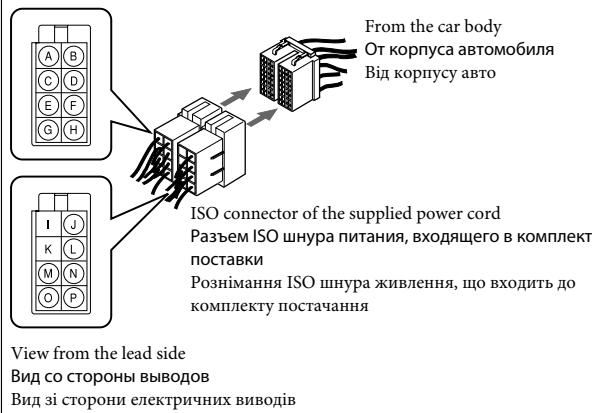 A B
C D
E F
G H
From the car body
От корпуса автомобиля
Від корпусу авто
I J
K L
M N
O P
ISO connector of the supplied power cord
Разъем ISO шнура питания, входящего в комплект
поставки
Рознімання ISO шнура живлення, що входить до
комплекту постачання
View from the lead side
Вид со стороны выводов
Вид зі сторони електричних виводів